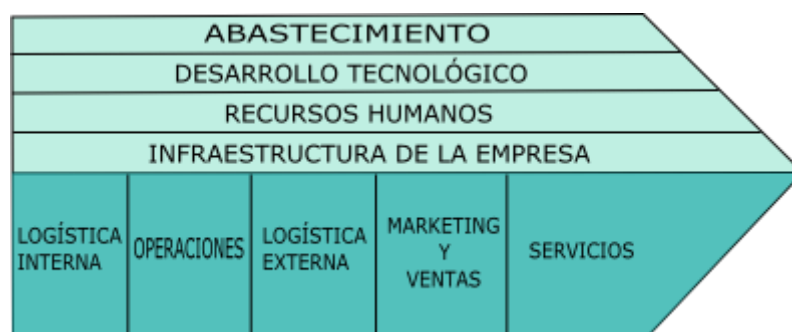 ABASTECIMIENTO
DESARROLLO TECNOLÓGICO
RECURSOS HUMANOS
INFRAESTRUCTURA DE LA EMPRESA
LOGÍSTICA
INTERNA
OPERACIONES
LOGÍSTICA
EXTERNA
MARKETING
Y
VENTAS
SERVICIOS